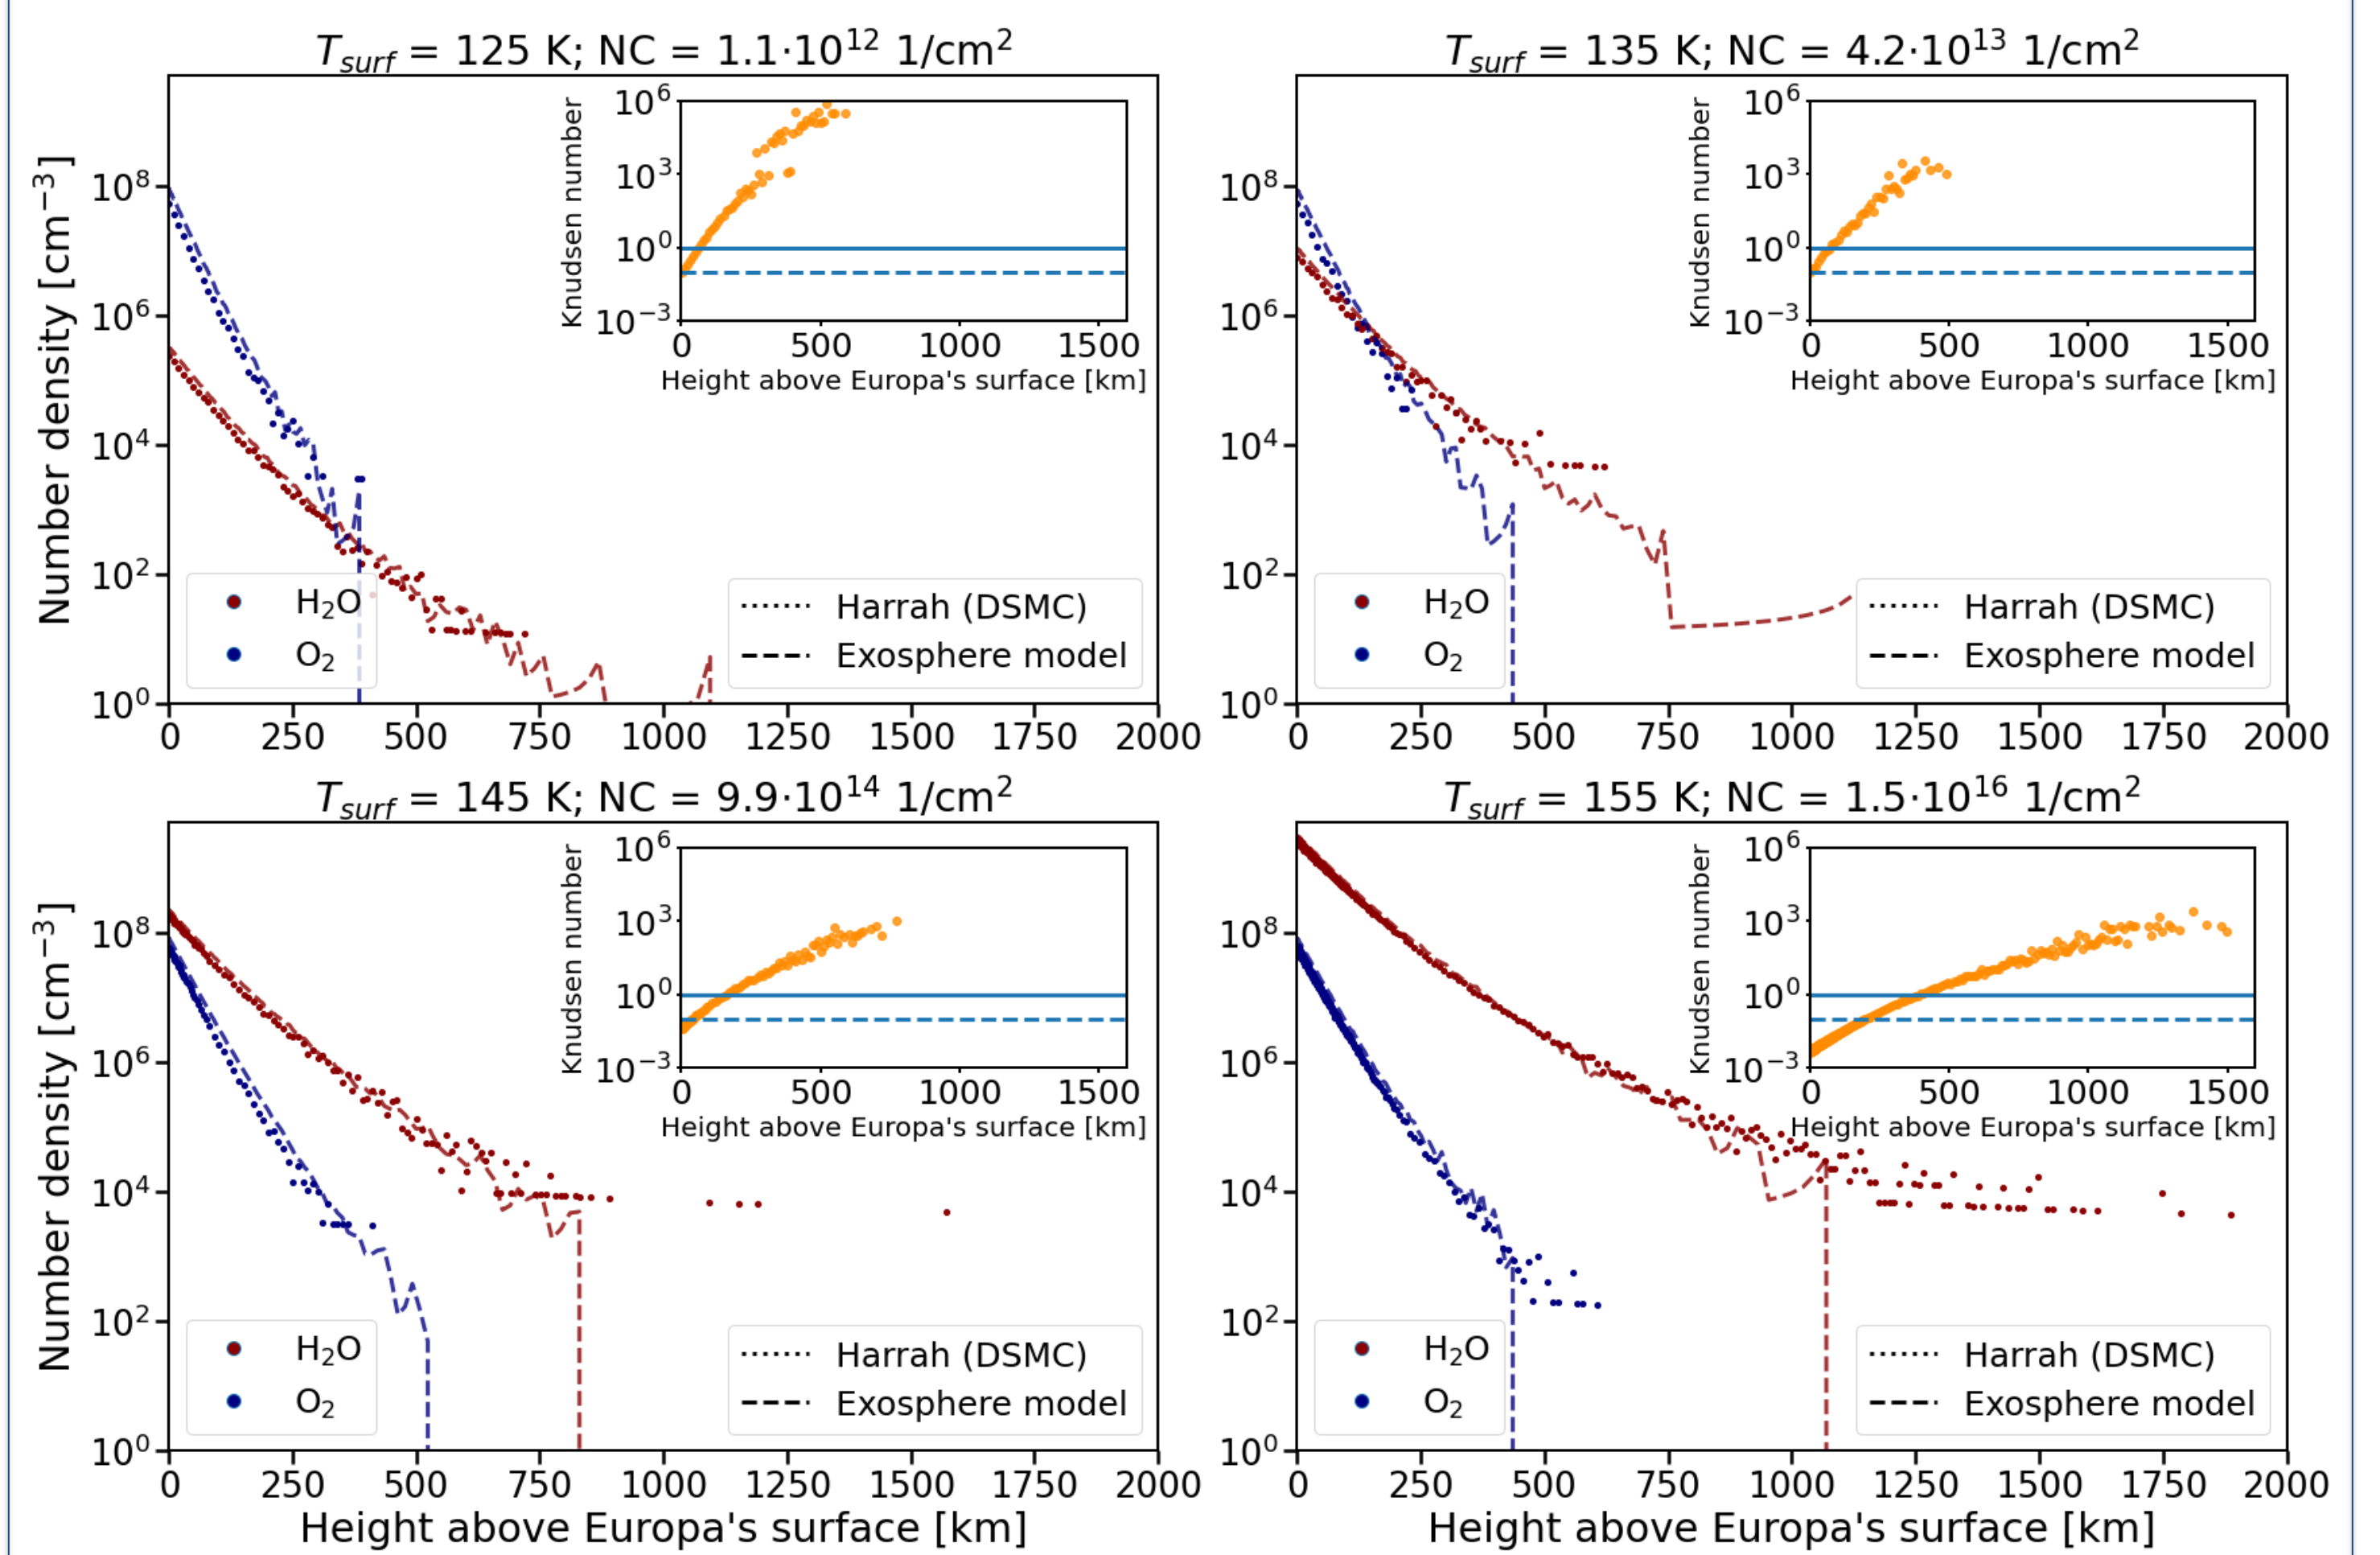 T_surf = 125 K; NC = 1.1·10^12 1/cm^2
Number density [cm^−3]
10^8
10^6
10^4
10^2
10^0
0 250 500 750 1000 1250 1500 1750 2000
Knudsen number
10^6
10^3
10^0
10^−3
0 500 1000 1500
Height above Europa's surface [km]
H₂O
O₂
Harrah (DSMC)
Exosphere model
T_surf = 135 K; NC = 4.2·10^13 1/cm^2
10^8
10^6
10^4
10^2
10^0
0 250 500 750 1000 1250 1500 1750 2000
Knudsen number
10^6
10^3
10^0
10^−3
0 500 1000 1500
Height above Europa's surface [km]
H₂O
O₂
Harrah (DSMC)
Exosphere model
T_surf = 145 K; NC = 9.9·10^14 1/cm^2
Number density [cm^−3]
10^8
10^6
10^4
10^2
10^0
0 250 500 750 1000 1250 1500 1750 2000
Height above Europa's surface [km]
Knudsen number
10^6
10^3
10^0
10^−3
0 500 1000 1500
Height above Europa's surface [km]
H₂O
O₂
Harrah (DSMC)
Exosphere model
T_surf = 155 K; NC = 1.5·10^16 1/cm^2
10^8
10^6
10^4
10^2
10^0
0 250 500 750 1000 1250 1500 1750 2000
Height above Europa's surface [km]
Knudsen number
10^6
10^3
10^0
10^−3
0 500 1000 1500
Height above Europa's surface [km]
H₂O
O₂
Harrah (DSMC)
Exosphere model